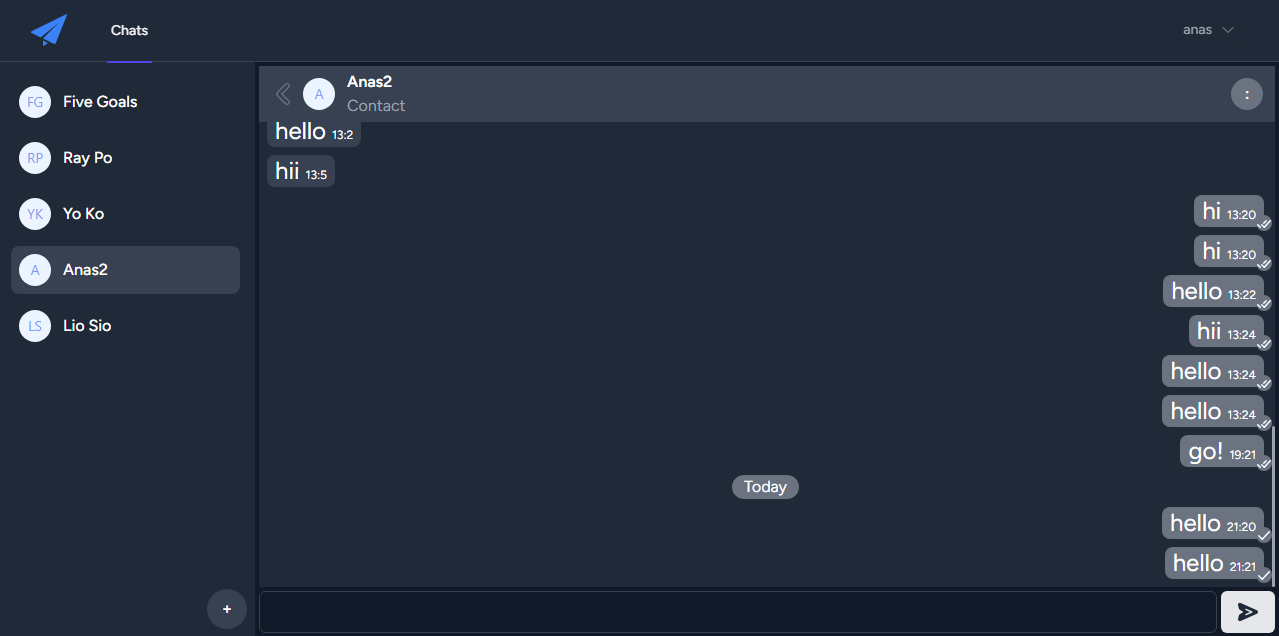 Chats
anas
FG Five Goals
RP Ray Po
YK Yo Ko
A Anas2
LS Lio Sio
+
A Anas2
Contact
:
hello 13:2
hii 13:5
hi 13:20
hi 13:20
hello 13:22
hii 13:24
hello 13:24
hello 13:24
go! 19:21
Today
hello 21:20
hello 21:21